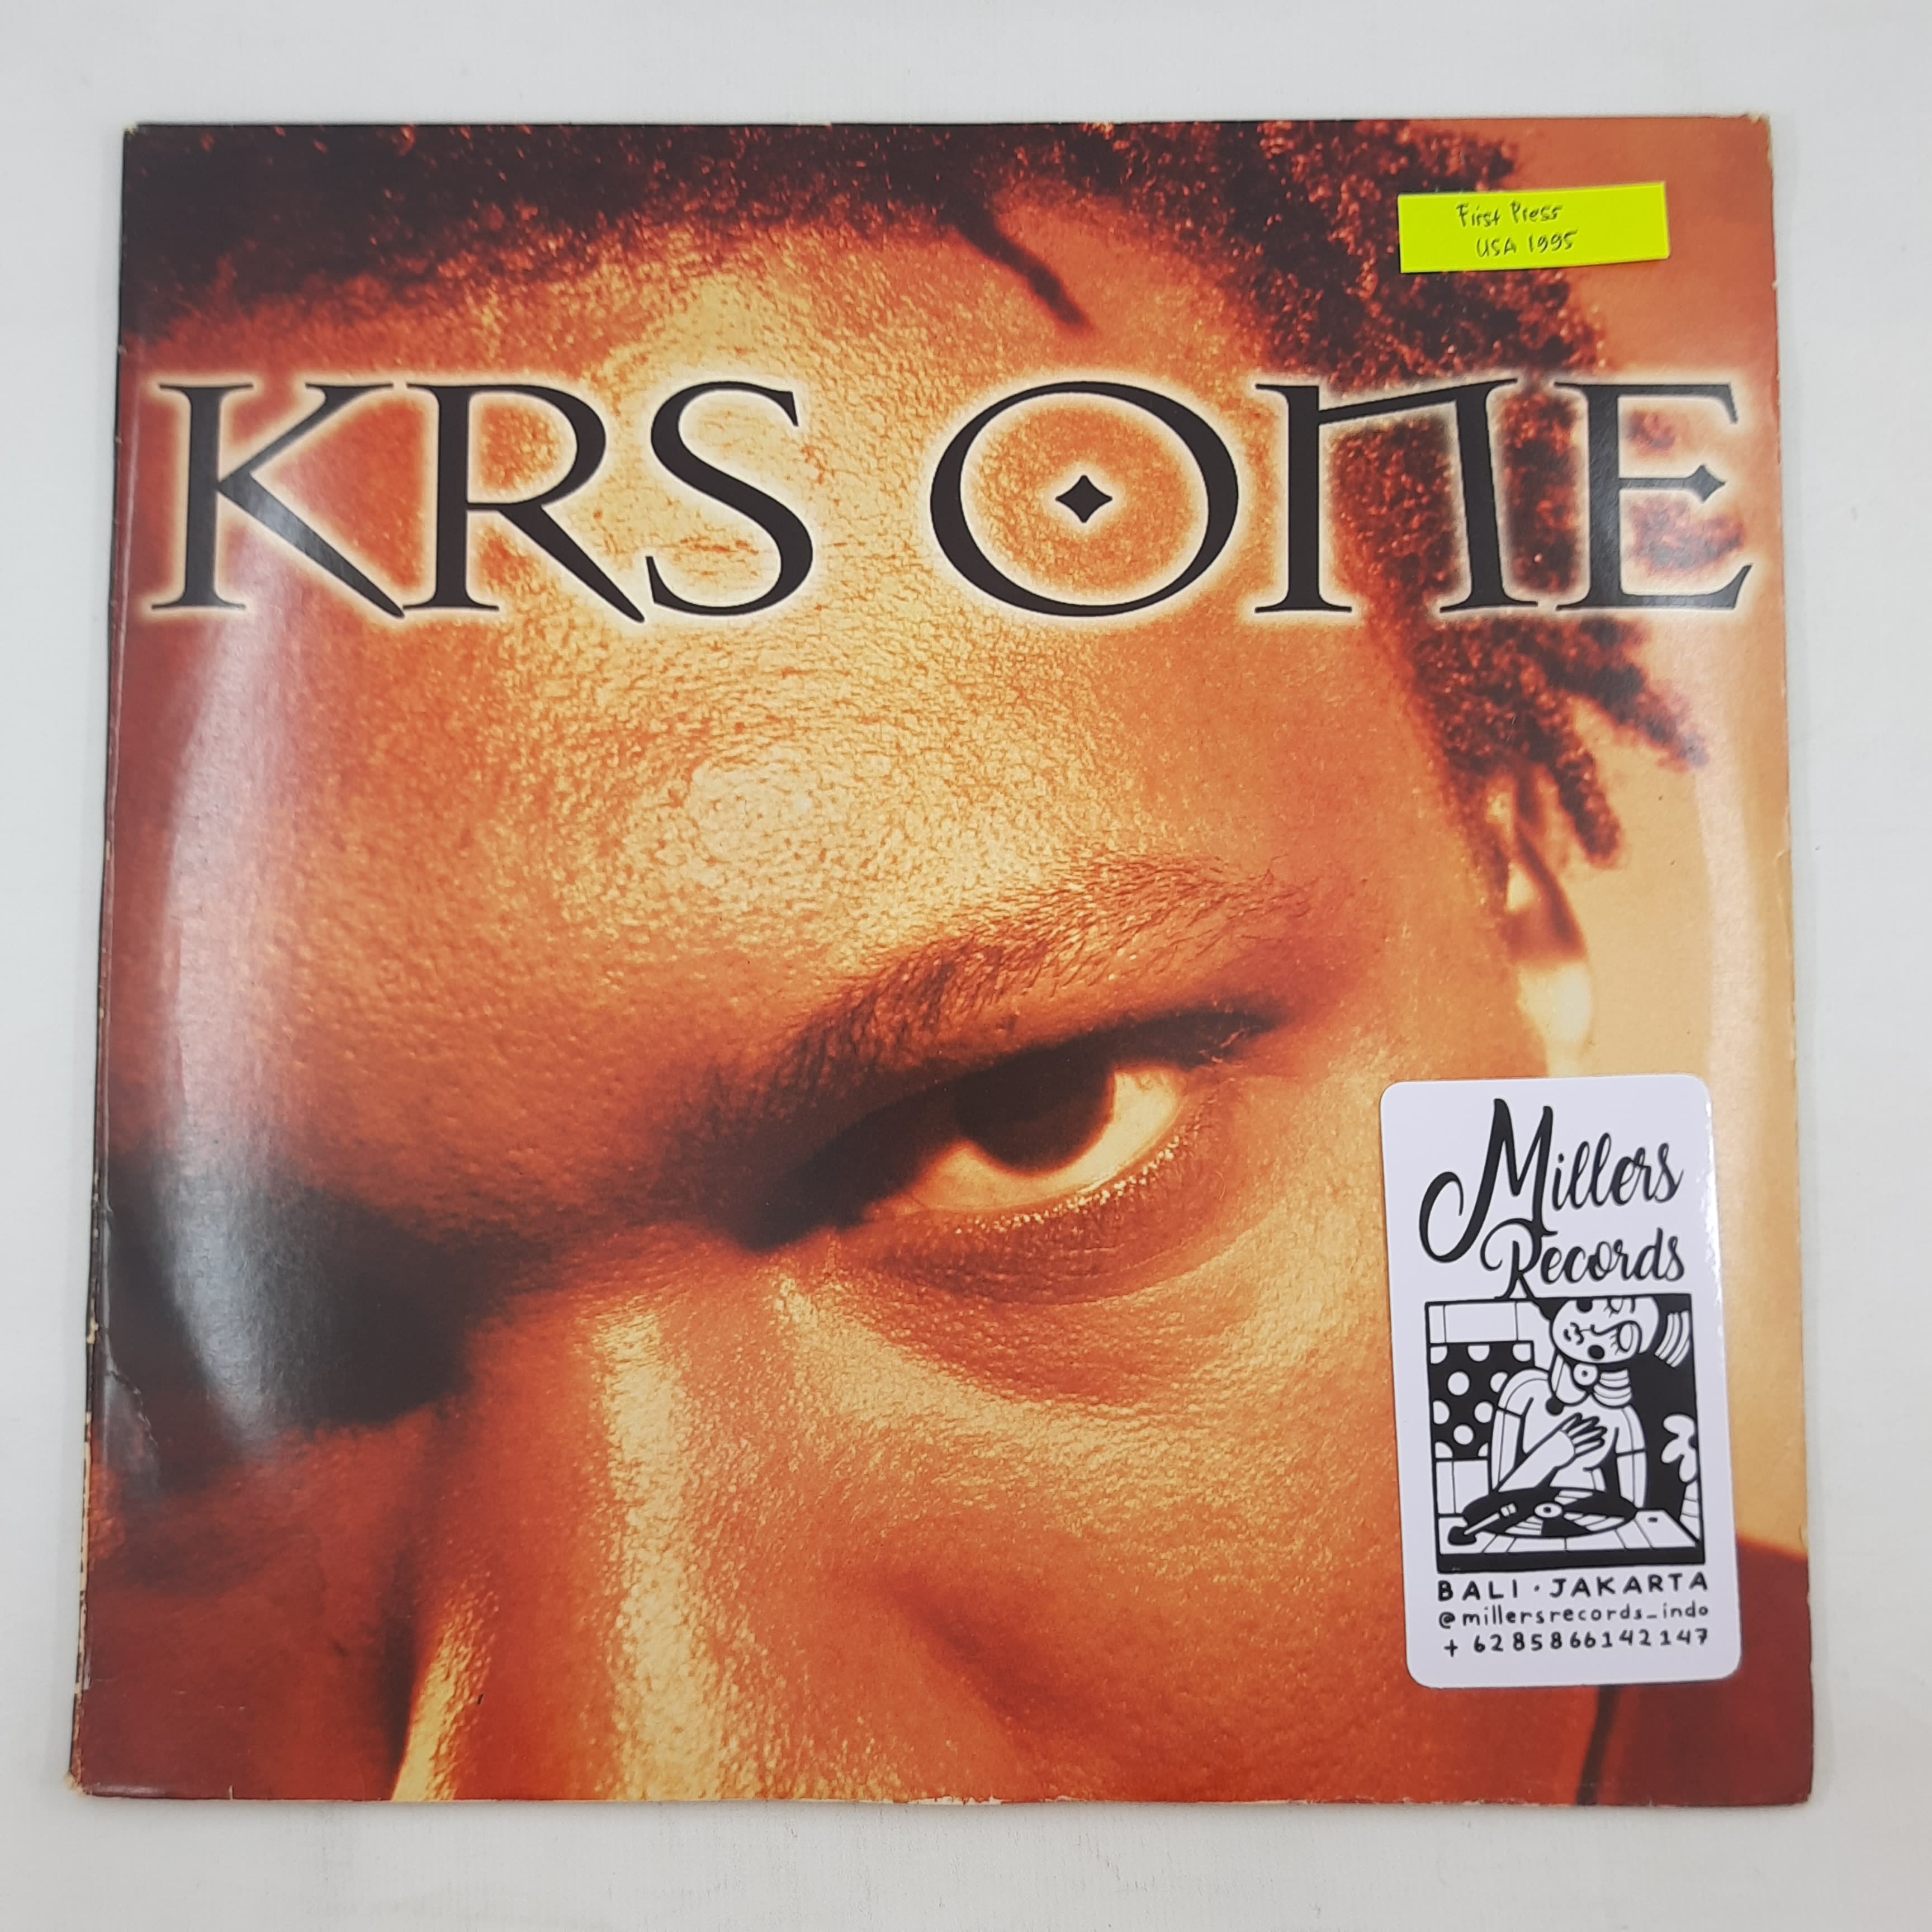 First Press
USA 1995
KRS ONE
Millers
Records
BALI · JAKARTA
@millersrecords_indo
+ 6285866142147